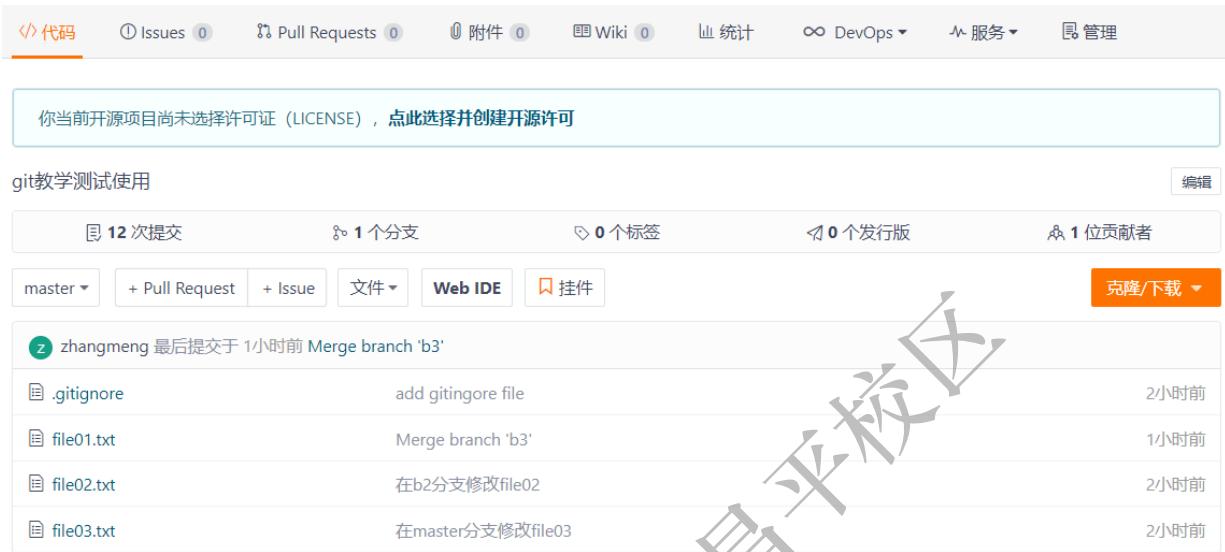 代码 Issues 0 Pull Requests 0 附件 0 Wiki 0 统计 DevOps 服务 管理
你当前开源项目尚未选择许可证（LICENSE），点此选择并创建开源许可
git教学测试使用 编辑
12 次提交 1 个分支 0 个标签 0 个发行版 1 位贡献者
master + Pull Request + Issue 文件 Web IDE 挂件 克隆/下载
z zhangmeng 最后提交于 1小时前 Merge branch 'b3'
.gitignore add gitingore file 2小时前
file01.txt Merge branch 'b3' 1小时前
file02.txt 在b2分支修改file02 2小时前
file03.txt 在master分支修改file03 2小时前
昌平校区